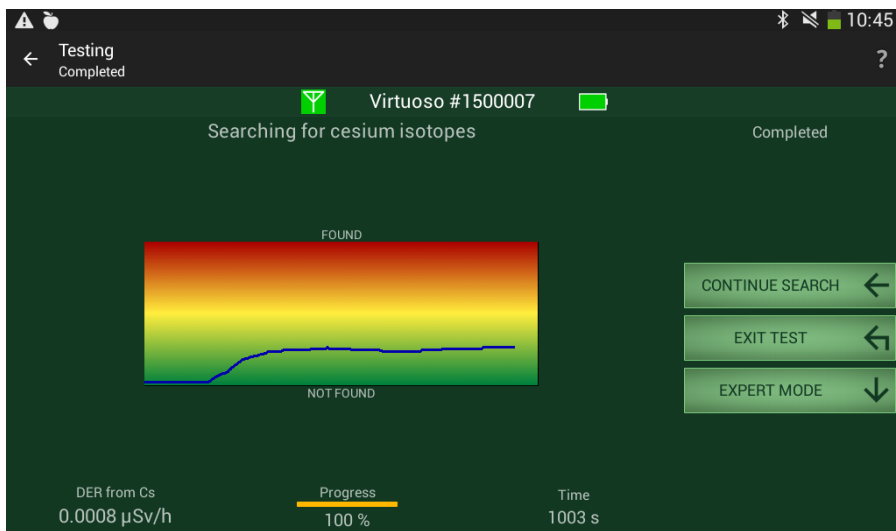 10:45
Testing
Completed
?
Virtuoso #1500007
Searching for cesium isotopes
Completed
FOUND
NOT FOUND
CONTINUE SEARCH
EXIT TEST
EXPERT MODE
DER from Cs
0.0008 µSv/h
Progress
100 %
Time
1003 s